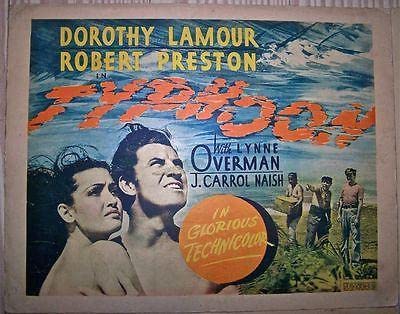 DOROTHY LAMOUR
ROBERT PRESTON
IN
TYPHOON
With LYNNE
OVERMAN
J. CARROL NAISH
IN
GLORIOUS
TECHNICOLOR